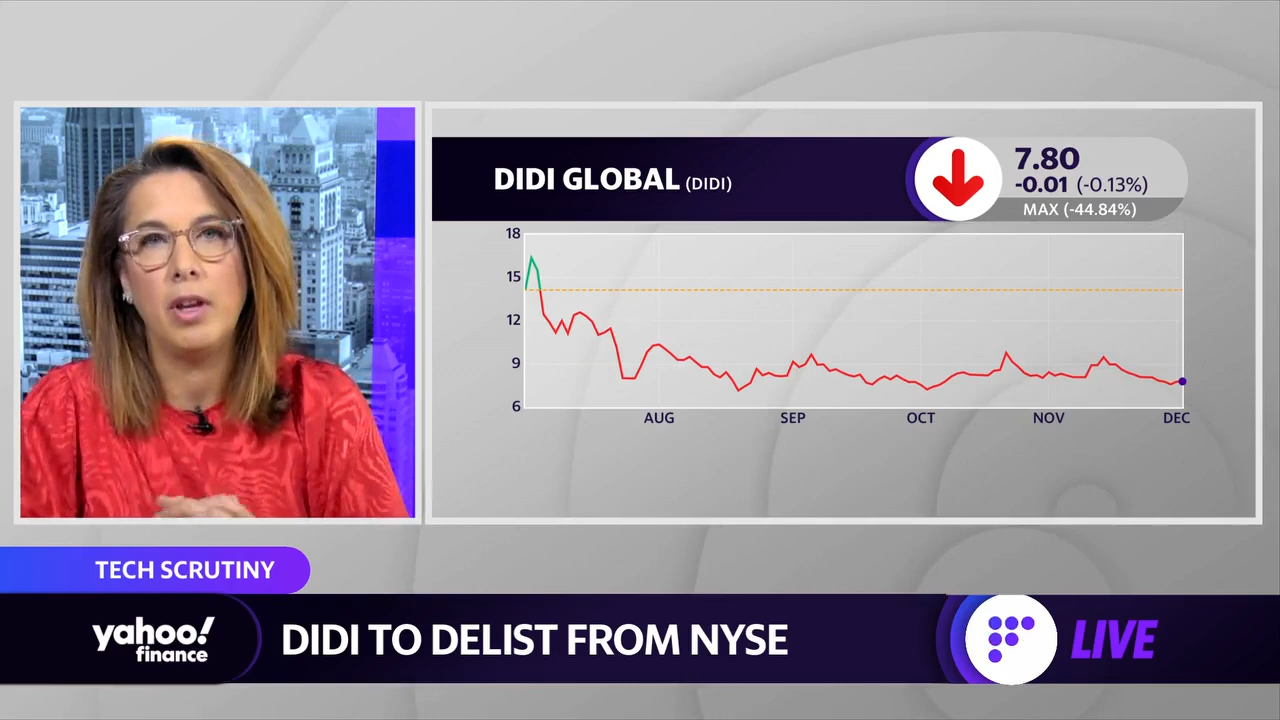 DIDI GLOBAL (DIDI)
7.80
-0.01 (-0.13%)
MAX (-44.84%)
18
15
12
9
6
AUG SEP OCT NOV DEC
TECH SCRUTINY
yahoo!
finance
DIDI TO DELIST FROM NYSE
LIVE